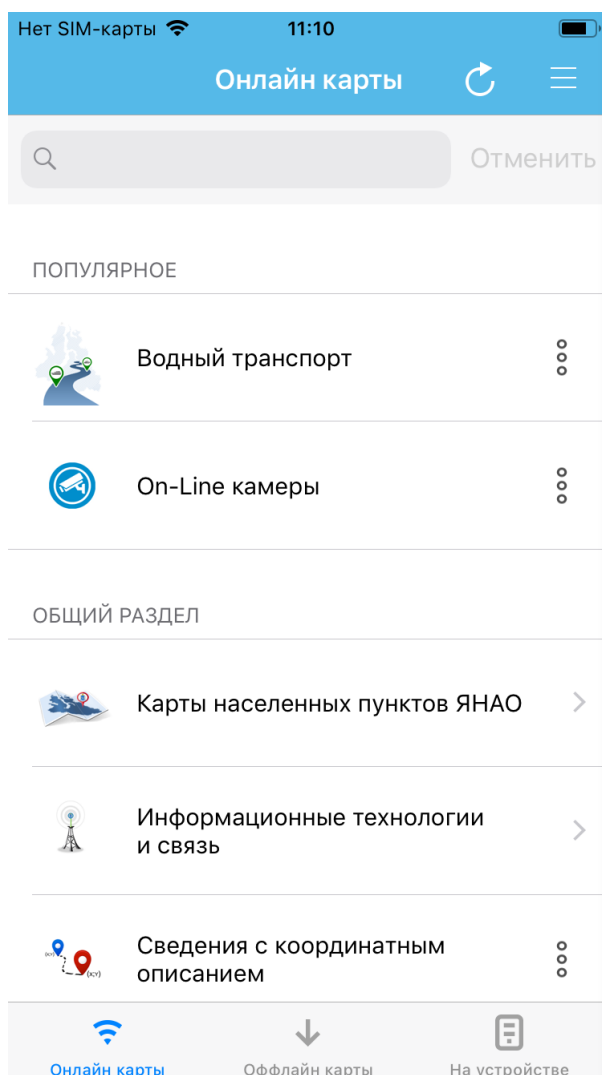 Нет SIM-карты 11:10
Онлайн карты
Отменить
ПОПУЛЯРНОЕ
Водный транспорт
On-Line камеры
ОБЩИЙ РАЗДЕЛ
Карты населенных пунктов ЯНАО
Информационные технологии
и связь
Сведения с координатным
описанием
Онлайн карты Оффлайн карты На устройстве